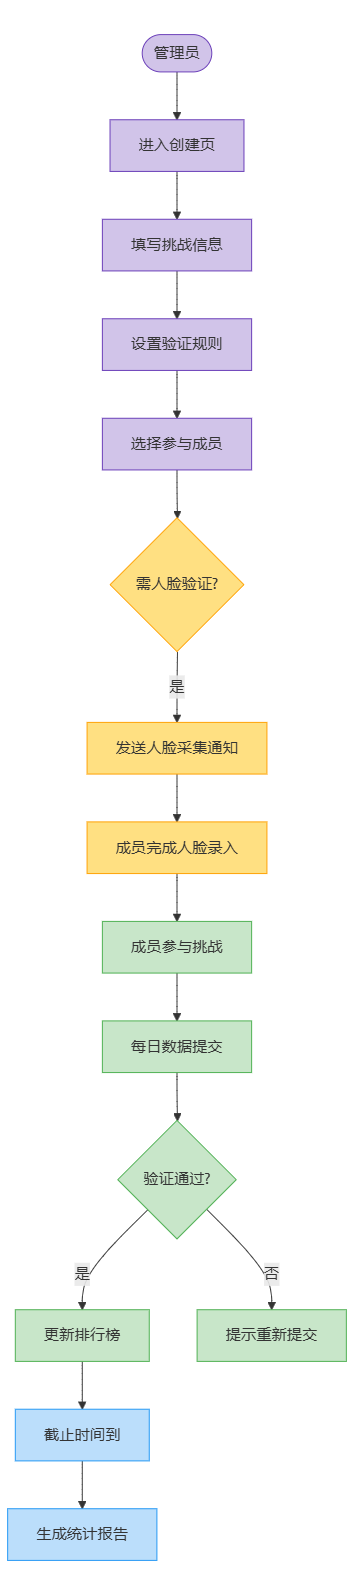 管理员
进入创建页
填写挑战信息
设置验证规则
选择参与成员
需人脸验证?
是
发送人脸采集通知
成员完成人脸录入
成员参与挑战
每日数据提交
验证通过?
是
否
更新排行榜
提示重新提交
截止时间到
生成统计报告